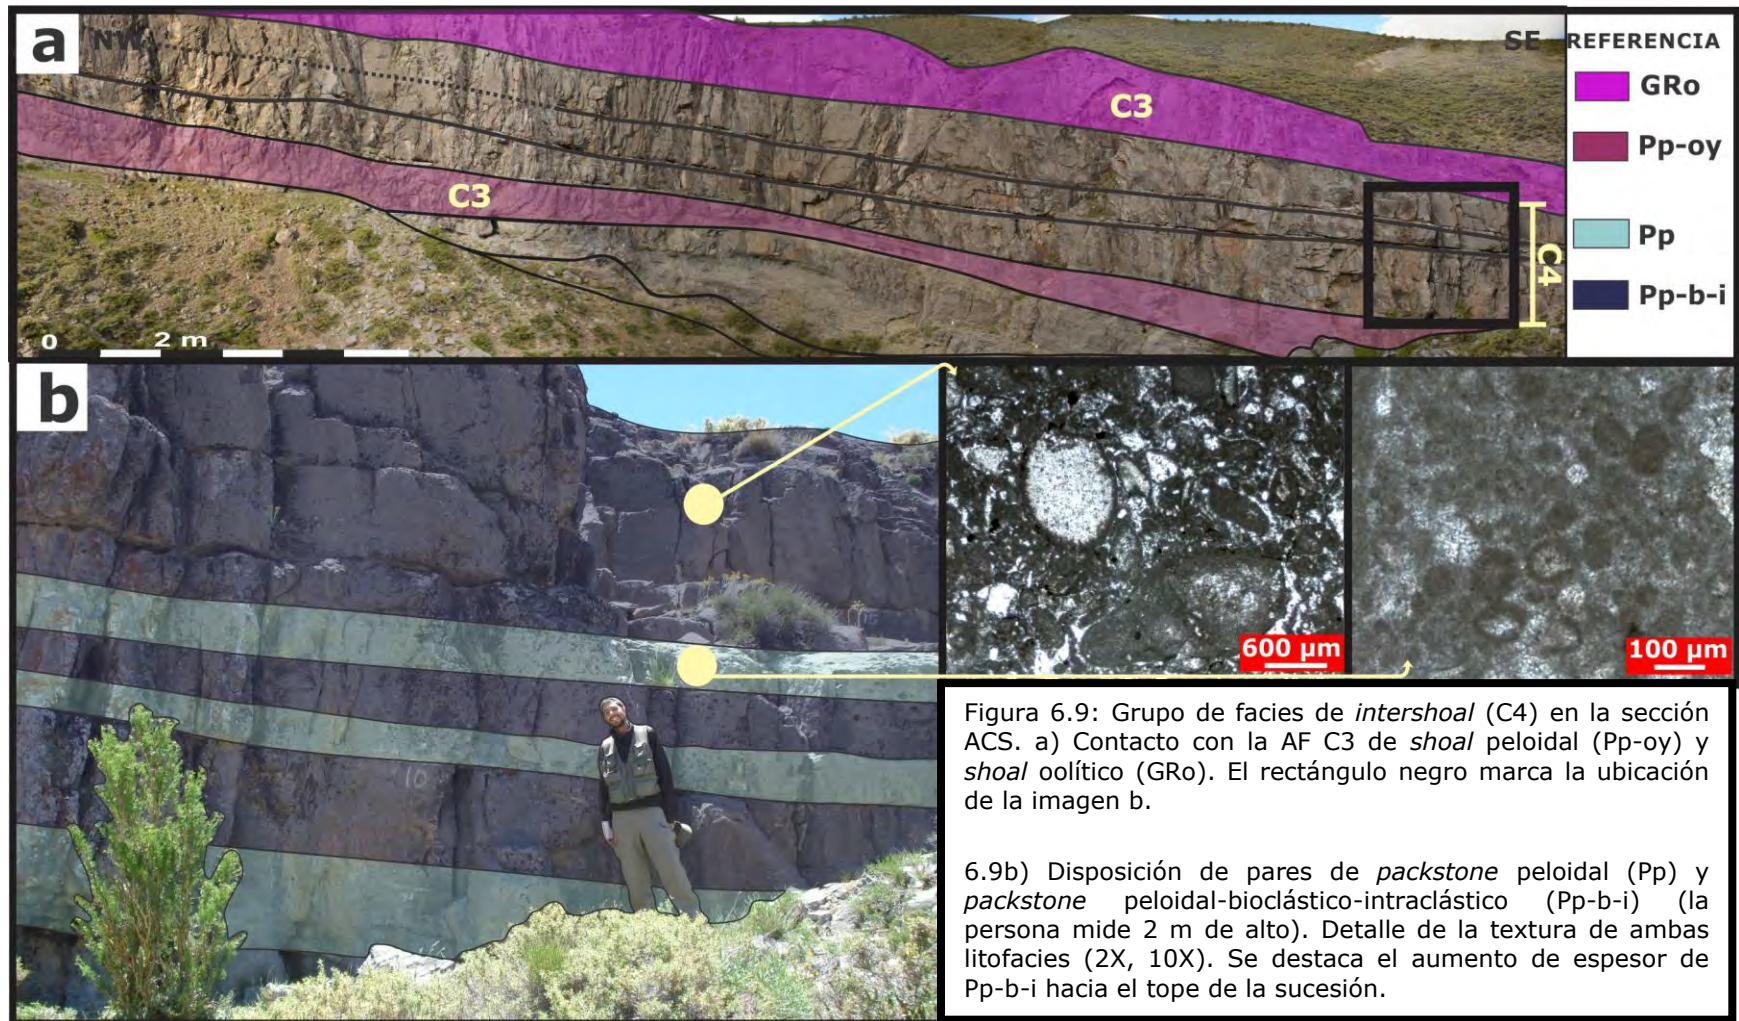 a
NW
SE
REFERENCIA
GRo
Pp-oy
Pp
Pp-b-i
C3
C3
C4
0 2 m
b
10
600 µm
100 µm
Figura 6.9: Grupo de facies de intershoal (C4) en la sección
ACS. a) Contacto con la AF C3 de shoal peloidal (Pp-oy) y
shoal oolítico (GRo). El rectángulo negro marca la ubicación
de la imagen b.
6.9b) Disposición de pares de packstone peloidal (Pp) y
packstone peloidal-bioclástico-intraclástico (Pp-b-i) (la
persona mide 2 m de alto). Detalle de la textura de ambas
litofacies (2X, 10X). Se destaca el aumento de espesor de
Pp-b-i hacia el tope de la sucesión.